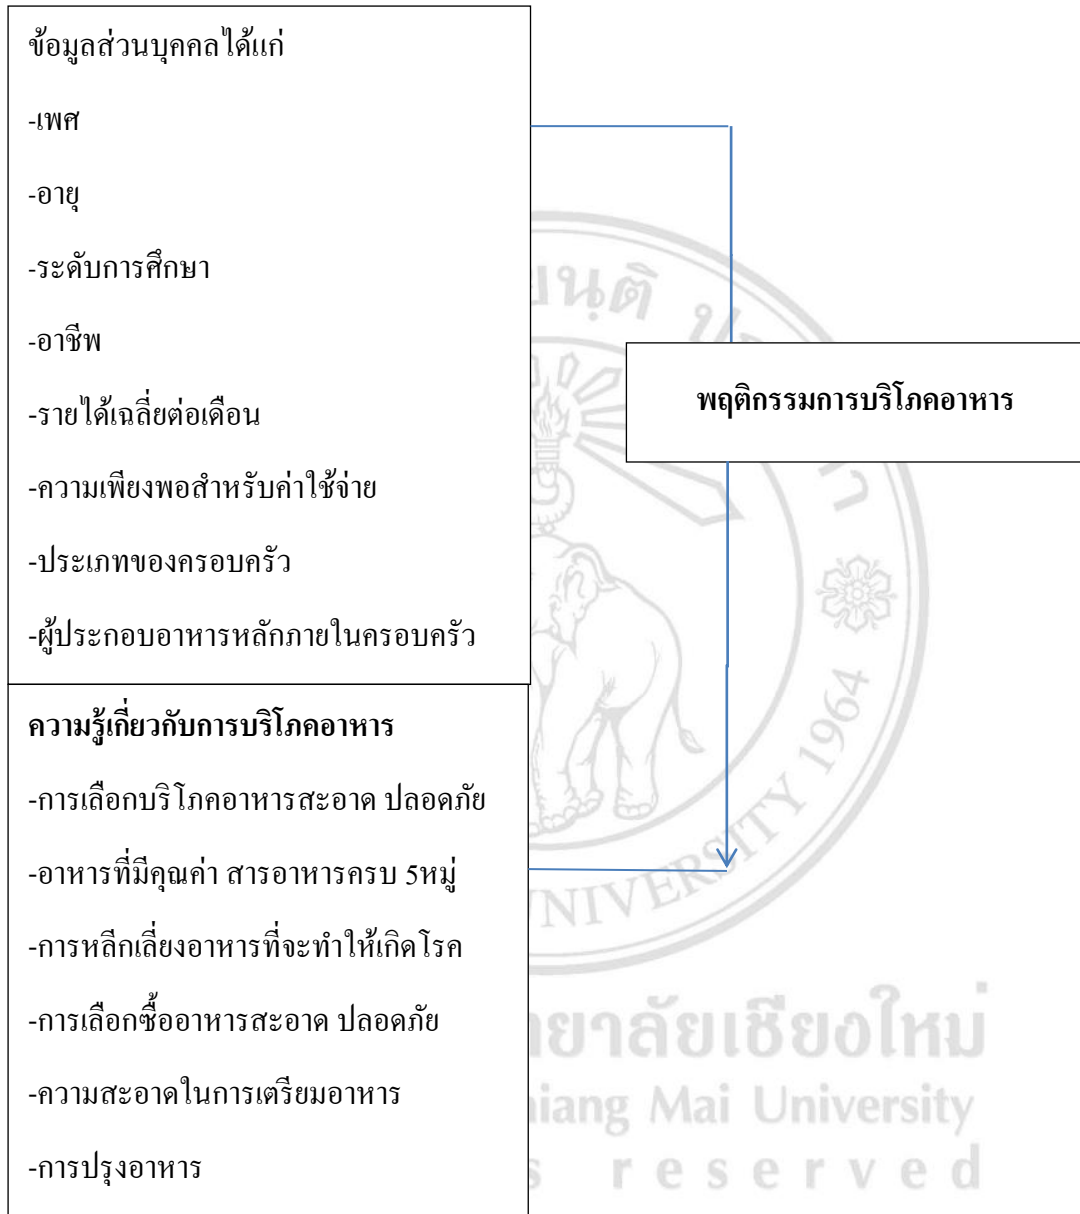 ข้อมูลส่วนบุคคลได้แก่
-เพศ
-อายุ
-ระดับการศึกษา
-อาชีพ
-รายได้เฉลี่ยต่อเดือน
-ความเพียงพอสำหรับค่าใช้จ่าย
-ประเภทของครอบครัว
-ผู้ประกอบอาหารหลักภายในครอบครัว
ความรู้เกี่ยวกับการบริโภคอาหาร
-การเลือกบริโภคอาหารสะอาด ปลอดภัย
-อาหารที่มีคุณค่า สารอาหารครบ 5หมู่
-การหลีกเลี่ยงอาหารที่จะทำให้เกิดโรค
-การเลือกซื้ออาหารสะอาด ปลอดภัย
-ความสะอาดในการเตรียมอาหาร
-การปรุงอาหาร
พฤติกรรมการบริโภคอาหาร
1964
ยาลัยเชียงใหม่
iang Mai University
reserved